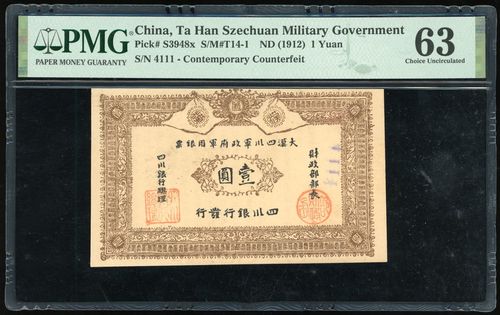 PMG
PAPER MONEY GUARANTY
China, Ta Han Szechuan Military Government
Pick# S3948x S/M#T14-1 ND (1912) 1 Yuan
S/N 4111 - Contemporary Counterfeit
63
Choice Uncirculated
票銀用國軍府政軍川四漢大
圓壹
財政部部長
四川銀行總理
行發行銀川四